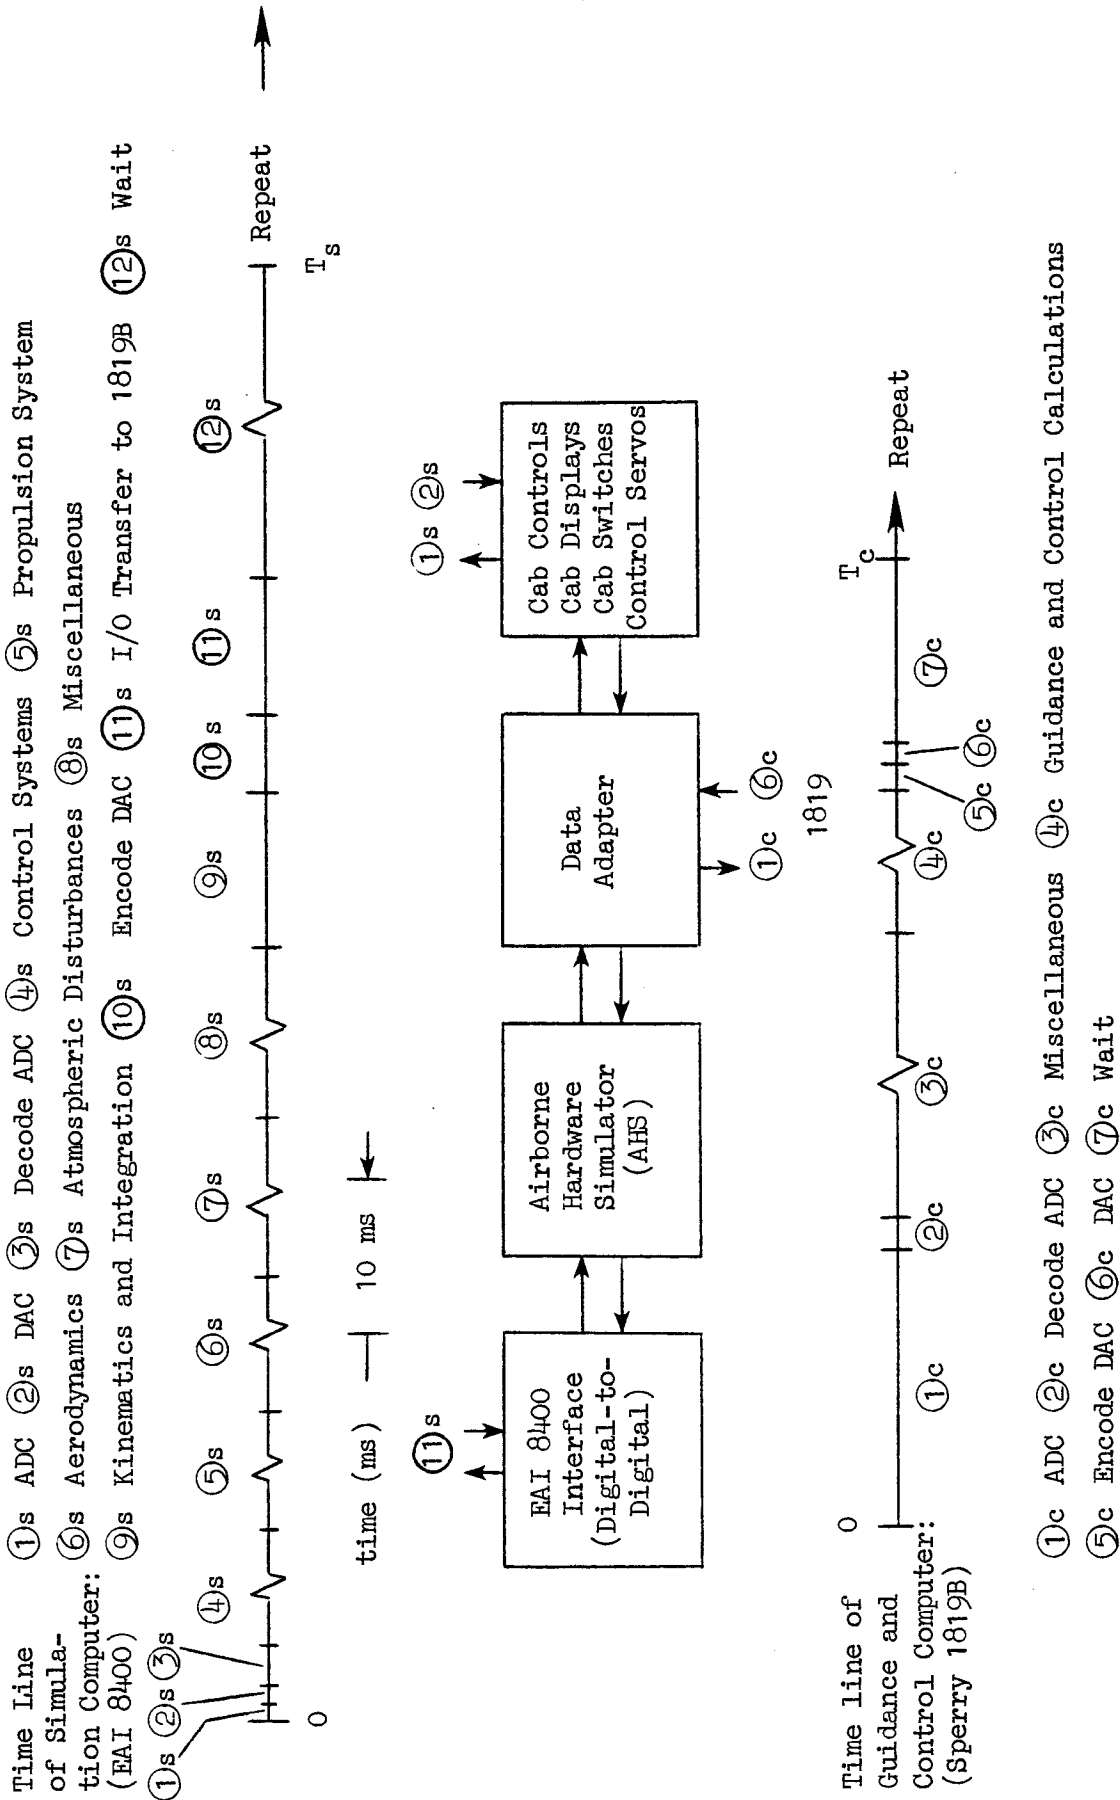 Time Line
of Simula-
tion Computer:
(EAI 8400)
①s ADC ②s DAC ③s Decode ADC ④s Control Systems ⑤s Propulsion System
⑥s Aerodynamics ⑦s Atmospheric Disturbances ⑧s Miscellaneous
⑨s Kinematics and Integration ⑩s Encode DAC ⑪s I/O Transfer to 1819B ⑫s Wait
①s ②s ③s ④s ⑤s ⑥s ⑦s ⑧s ⑨s ⑩s ⑪s ⑫s
Repeat
0
T_s
time (ms)
10 ms
⑪s
①s ②s
EAI 8400
Interface
(Digital-to-
Digital)
Airborne
Hardware
Simulator
(AHS)
Data
Adapter
Cab Controls
Cab Displays
Cab Switches
Control Servos
①c ⑥c
1819
Time line of
Guidance and
Control Computer:
(Sperry 1819B)
0
T_c
Repeat
①c ②c ③c ④c ⑤c ⑥c ⑦c
①c ADC ②c Decode ADC ③c Miscellaneous ④c Guidance and Control Calculations
⑤c Encode DAC ⑥c DAC ⑦c Wait